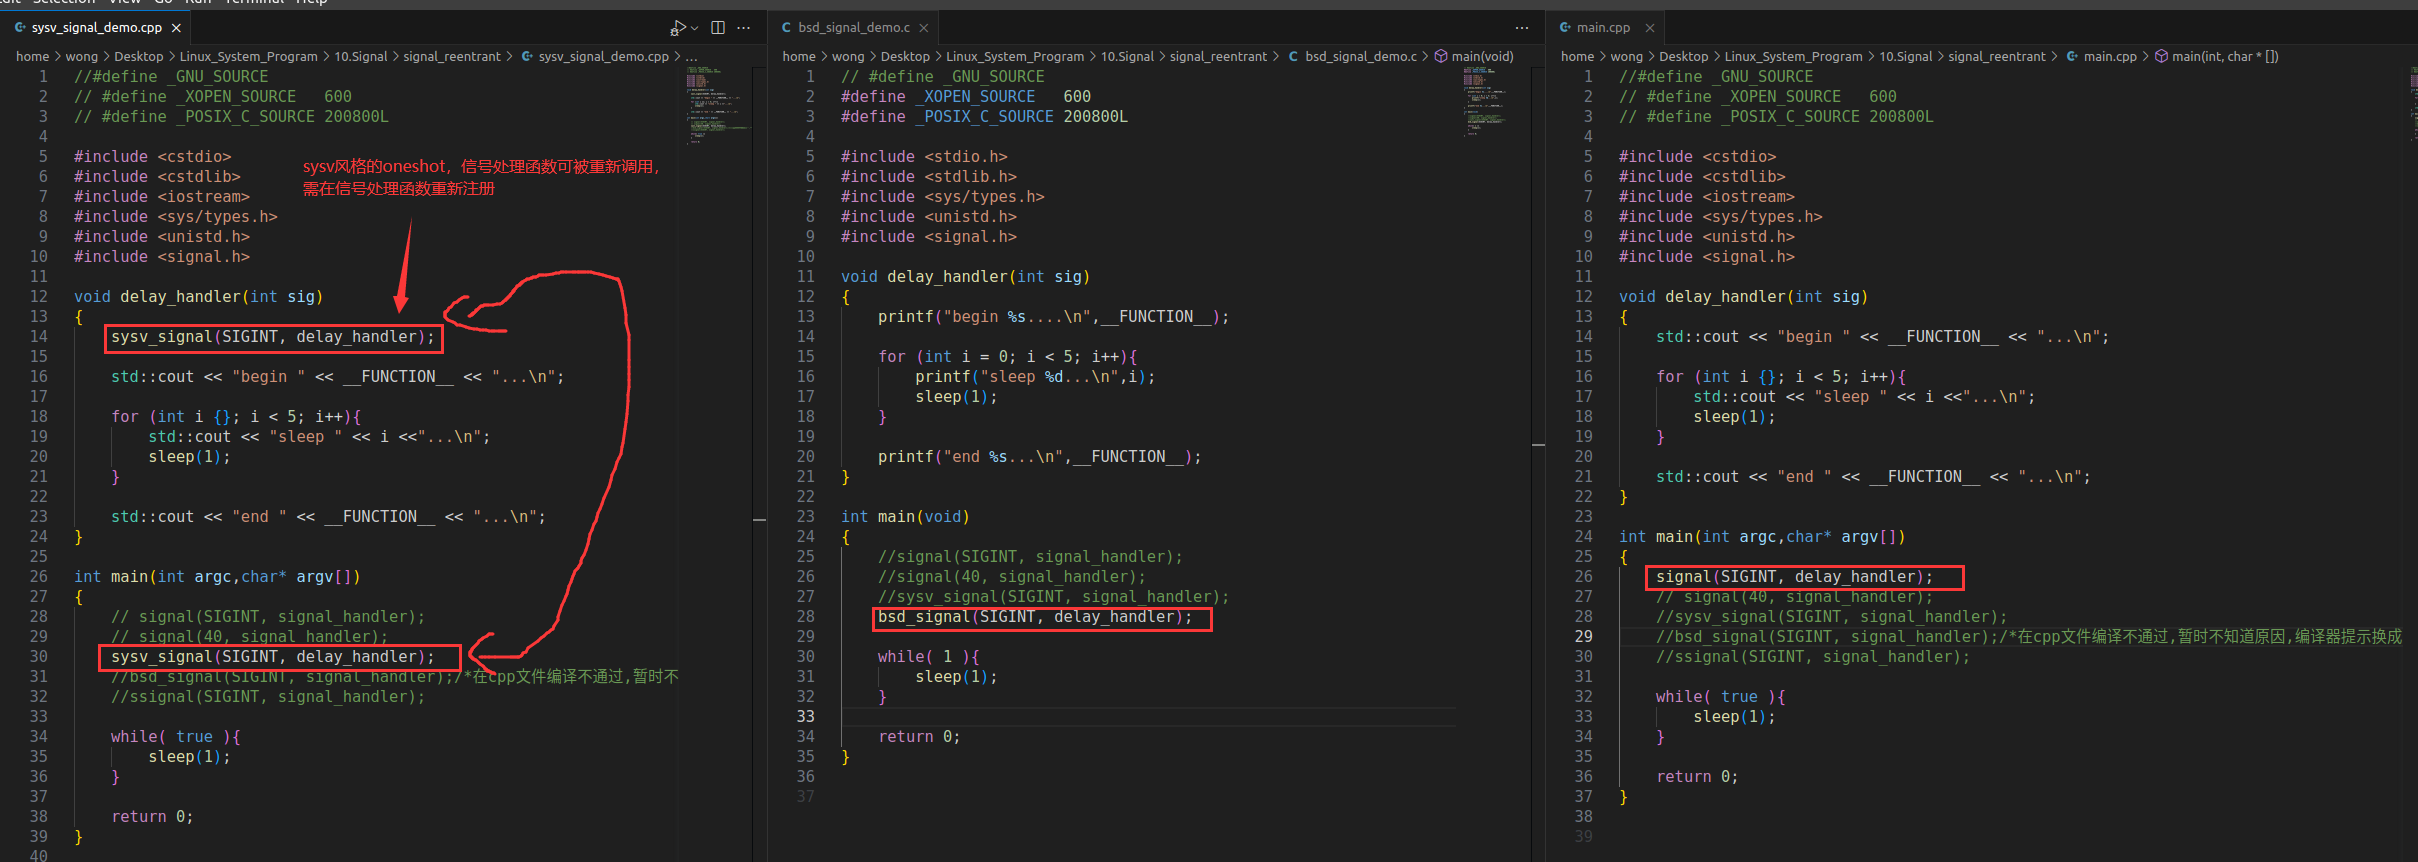 Edit Selection View Go Run Terminal Help
sysv_signal_demo.cpp
home > wong > Desktop > Linux_System_Program > 10.Signal > signal_reentrant > sysv_signal_demo.cpp > ...
1 //#define _GNU_SOURCE
2 // #define _XOPEN_SOURCE   600
3 // #define _POSIX_C_SOURCE 200800L
4
5 #include <cstdio>
6 #include <cstdlib>
7 #include <iostream>
8 #include <sys/types.h>
9 #include <unistd.h>
10 #include <signal.h>
sysv风格的oneshot，信号处理函数可被重新调用，
需在信号处理函数重新注册
11
12 void delay_handler(int sig)
13 {
14     sysv_signal(SIGINT, delay_handler);
15
16     std::cout << "begin " << __FUNCTION__ << "...\n";
17
18     for (int i {}; i < 5; i++){
19         std::cout << "sleep " << i <<"...\n";
20         sleep(1);
21     }
22
23     std::cout << "end " << __FUNCTION__ << "...\n";
24 }
25
26 int main(int argc,char* argv[])
27 {
28     // signal(SIGINT, signal_handler);
29     // signal(40, signal_handler);
30     sysv_signal(SIGINT, delay_handler);
31     //bsd_signal(SIGINT, signal_handler);/*在cpp文件编译不通过,暂时不
32     //ssignal(SIGINT, signal_handler);
33
34     while( true ){
35         sleep(1);
36     }
37
38     return 0;
39 }
40
bsd_signal_demo.c
home > wong > Desktop > Linux_System_Program > 10.Signal > signal_reentrant > bsd_signal_demo.c > main(void)
1 // #define _GNU_SOURCE
2 #define _XOPEN_SOURCE   600
3 #define _POSIX_C_SOURCE 200800L
4
5 #include <stdio.h>
6 #include <stdlib.h>
7 #include <sys/types.h>
8 #include <unistd.h>
9 #include <signal.h>
10
11 void delay_handler(int sig)
12 {
13     printf("begin %s....\n",__FUNCTION__);
14
15     for (int i = 0; i < 5; i++){
16         printf("sleep %d...\n",i);
17         sleep(1);
18     }
19
20     printf("end %s...\n",__FUNCTION__);
21 }
22
23 int main(void)
24 {
25     //signal(SIGINT, signal_handler);
26     //signal(40, signal_handler);
27     //sysv_signal(SIGINT, signal_handler);
28     bsd_signal(SIGINT, delay_handler);
29
30     while( 1 ){
31         sleep(1);
32     }
33
34     return 0;
35 }
36
37
main.cpp
home > wong > Desktop > Linux_System_Program > 10.Signal > signal_reentrant > main.cpp > main(int, char * [])
1 //#define _GNU_SOURCE
2 // #define _XOPEN_SOURCE   600
3 // #define _POSIX_C_SOURCE 200800L
4
5 #include <cstdio>
6 #include <cstdlib>
7 #include <iostream>
8 #include <sys/types.h>
9 #include <unistd.h>
10 #include <signal.h>
11
12 void delay_handler(int sig)
13 {
14     std::cout << "begin " << __FUNCTION__ << "...\n";
15
16     for (int i {}; i < 5; i++){
17         std::cout << "sleep " << i <<"...\n";
18         sleep(1);
19     }
20
21     std::cout << "end " << __FUNCTION__ << "...\n";
22 }
23
24 int main(int argc,char* argv[])
25 {
26     signal(SIGINT, delay_handler);
27     // signal(40, signal_handler);
28     //sysv_signal(SIGINT, signal_handler);
29     //bsd_signal(SIGINT, signal_handler);/*在cpp文件编译不通过,暂时不知道原因,编译器提示换成
30     //ssignal(SIGINT, signal_handler);
31
32     while( true ){
33         sleep(1);
34     }
35
36     return 0;
37 }
38
39